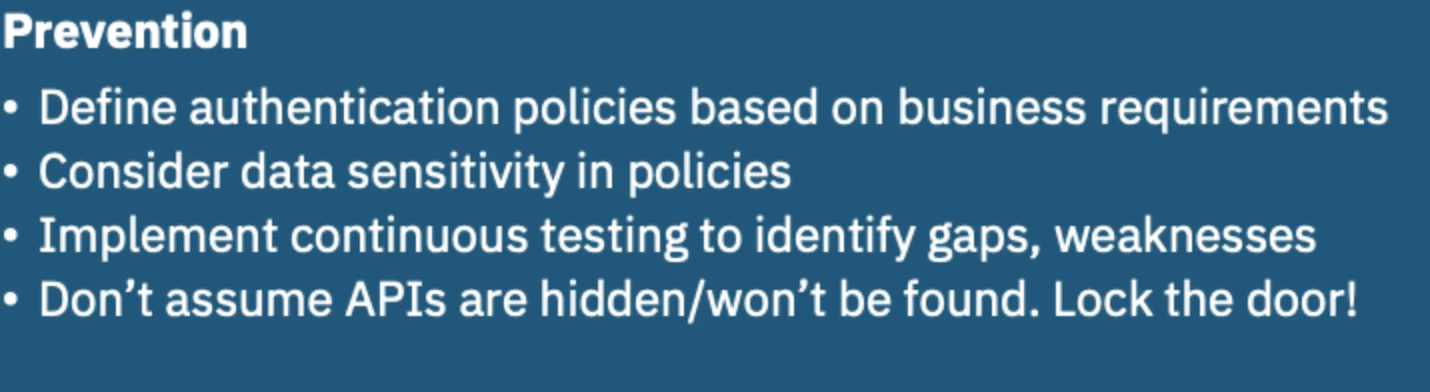 Prevention
• Define authentication policies based on business requirements
• Consider data sensitivity in policies
• Implement continuous testing to identify gaps, weaknesses
• Don’t assume APIs are hidden/won’t be found. Lock the door!